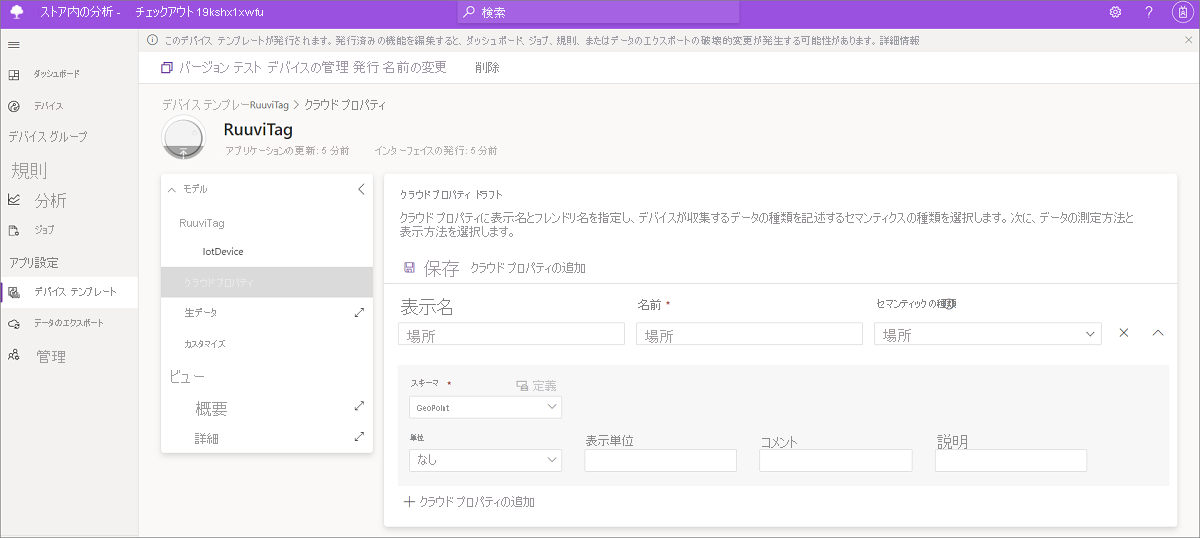 ストア内の分析 - チェックアウト 19kshx1xwfu
検索
このデバイス テンプレートが発行されます。発行済みの機能を編集すると、ダッシュボード、ジョブ、規則、またはデータのエクスポートの破壊的変更が発生する可能性があります。詳細情報
バージョン テスト デバイスの管理 発行 名前の変更 削除
ダッシュボード
デバイス
デバイス グループ
規則
分析
ジョブ
アプリ設定
デバイス テンプレート
データのエクスポート
管理
デバイス テンプレーRuuviTag > クラウド プロパティ
RuuviTag
アプリケーションの更新: 5 分前 インターフェイスの発行: 5 分前
モデル
RuuviTag
IotDevice
クラウド プロパティ
生データ
カスタマイズ
ビュー
概要
詳細
クラウド プロパティ ドラフト
クラウド プロパティに表示名とフレンドリ名を指定し、デバイスが収集するデータの種類を記述するセマンティクスの種類を選択します。次に、データの測定方法と
表示方法を選択します。
保存 クラウド プロパティの追加
表示名 名前 * セマンティックの種類
場所 場所 場所
スキーマ * 定義
GeoPoint
単位 表示単位 コメント 説明
なし
+ クラウド プロパティの追加